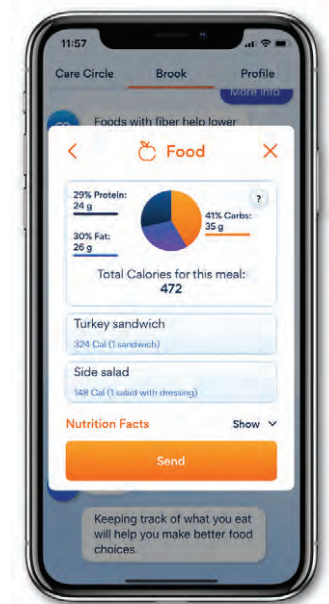 11:57
Care Circle Brook Profile
More info
Foods with fiber help lower
Food
29% Protein:
24 g
?
41% Carbs:
35 g
30% Fat:
26 g
Total Calories for this meal:
472
Turkey sandwich
324 Cal (1 sandwich)
Side salad
148 Cal (1 salad with dressing)
Nutrition Facts Show
Send
Keeping track of what you eat
will help you make better food
choices.